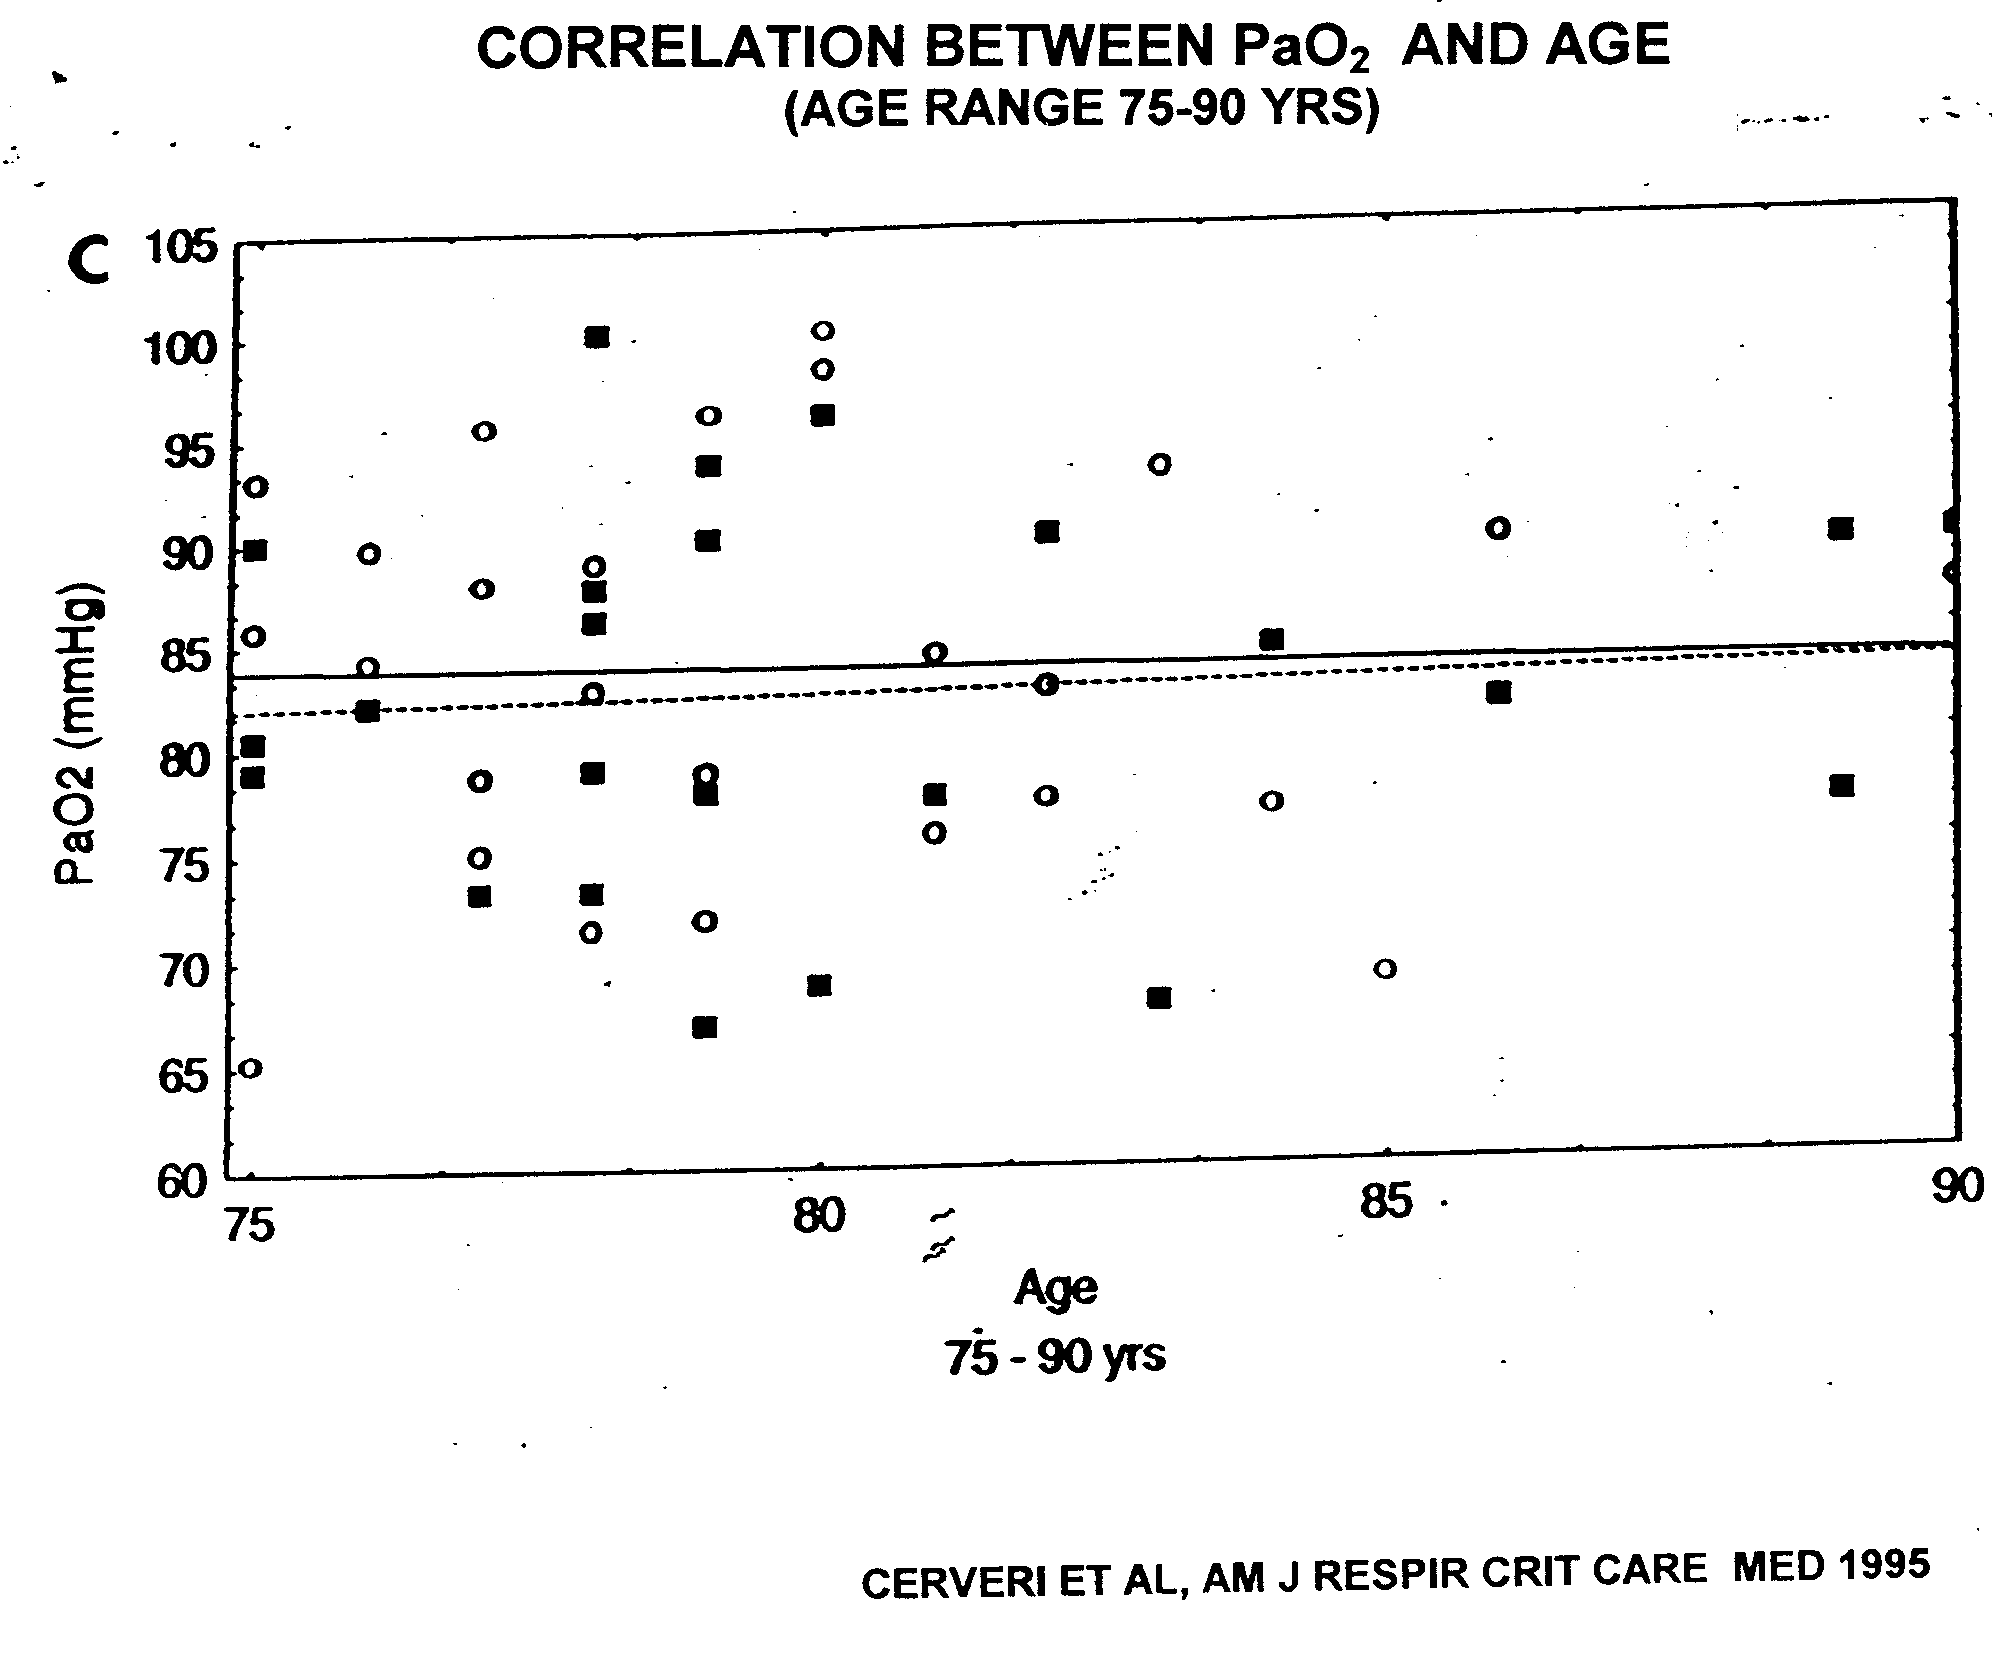 CORRELATION BETWEEN PaO₂ AND AGE
(AGE RANGE 75-90 YRS)
C
105
100
95
90
85
80
75
70
65
60
PaO2 (mmHg)
75 80 85 90
Age
75 - 90 yrs
CERVERI ET AL, AM J RESPIR CRIT CARE MED 1995